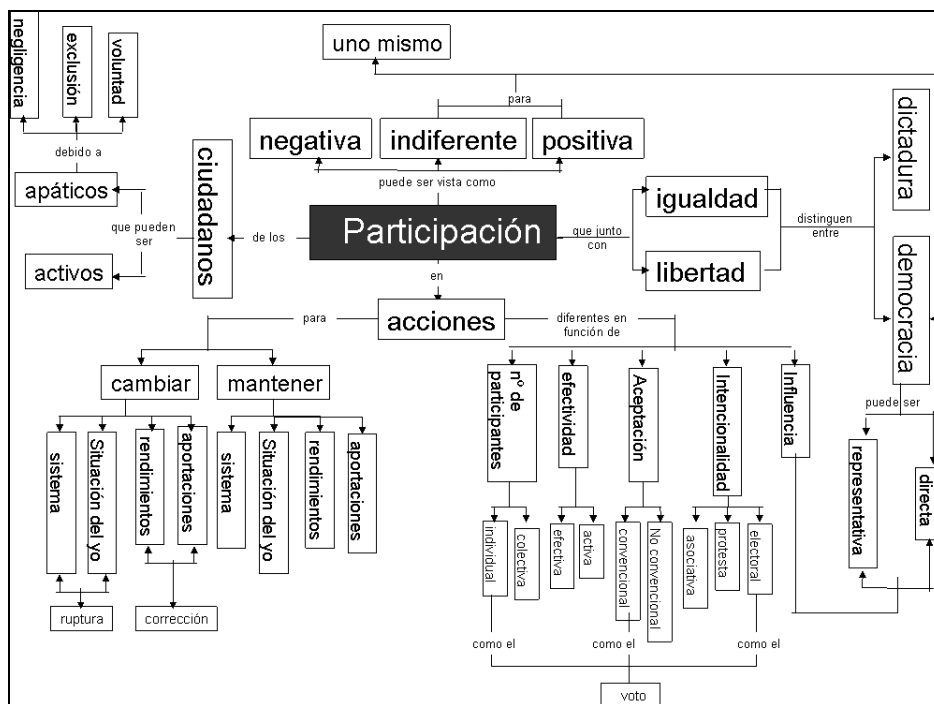 uno mismo
negligencia
exclusión
voluntad
para
dictadura
negativa
indiferente
positiva
debido a
ciudadanos
puede ser vista como
apáticos
igualdad
que pueden
ser
de los
Participación
que junto
con
distinguen
entre
activos
libertad
democracia
en
para
acciones
diferentes en
función de
cambiar
mantener
nº de
participantes
efectividad
Aceptación
Intencionalidad
Influencia
puede ser
sistema
Situación del yo
rendimientos
aportaciones
sistema
Situación del yo
rendimientos
aportaciones
representativa
directa
individual
colectiva
efectiva
activa
convencional
No convencional
asociativa
protesta
electoral
ruptura
corrección
como el
como el
como el
voto